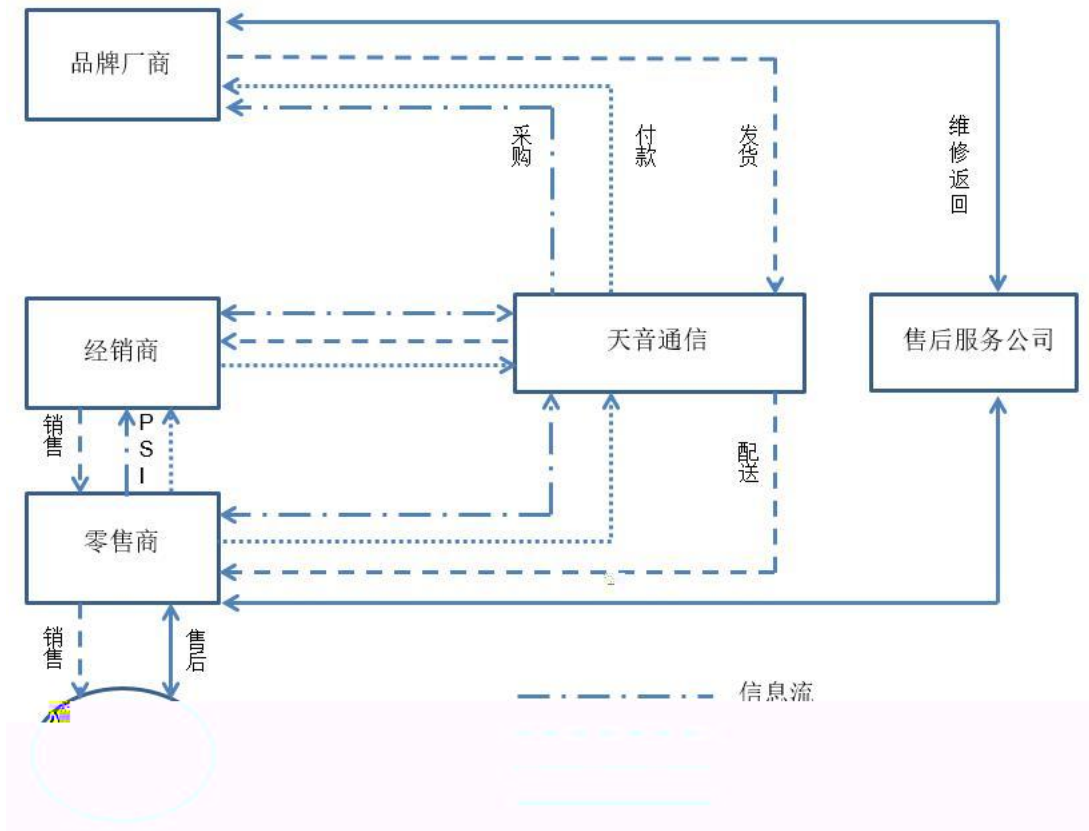 品牌厂商
采购
付款
发货
维修返回
经销商
天音通信
售后服务公司
销售
PSI
配送
零售商
销售
售后
信息流